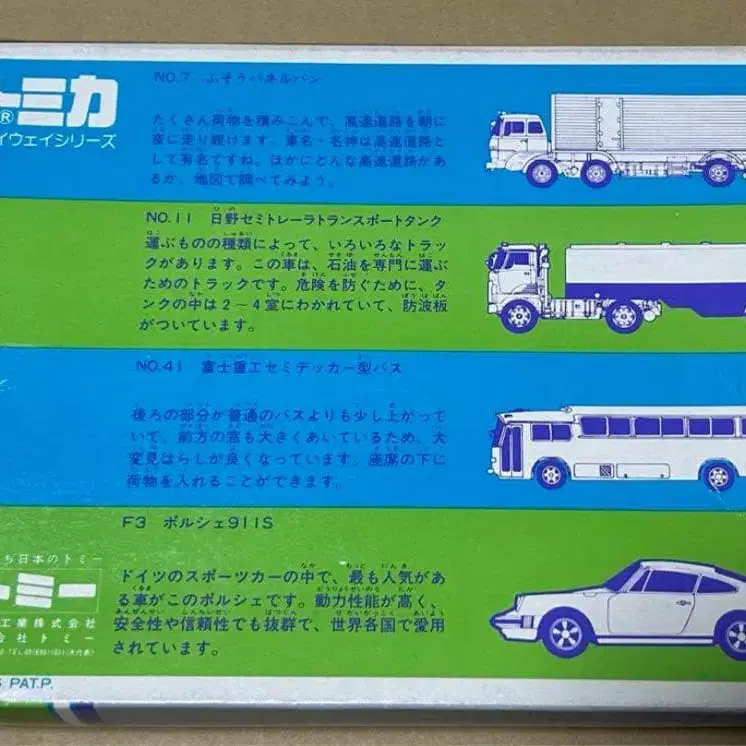 トミカ
®
イウェイシリーズ
NO.7 ふそうパネルバン
たくさん荷物を積みこんで、高速道路を朝に
夜に走り続けます。東名・名神は高速道路と
して有名ですね。ほかにどんな高速道路があ
るか、地図で調べてみよう。
NO.11 日野セミトレーラトランスポートタンク
運ぶものの種類によって、いろいろなトラッ
クがあります。この車は、石油を専門に運ぶ
ためのトラックです。危険を防ぐために、タ
ンクの中は2〜4室にわかれていて、防波板
がついています。
NO.41 富士重工セミデッカー型バス
後ろの部分が普通のバスよりも少し上がって
いて、前方の窓も大きくあいているため、大
変見はらしが良くなっています。座席の下に
荷物を入れることができます。
F3 ポルシェ911S
ドイツのスポーツカーの中で、最も人気があ
る車がこのポルシェです。動力性能が高く、
安全性や信頼性でも抜群で、世界各国で愛用
されています。
ち日本のトミー
トミー
工業株式会社
会社トミー
PAT.P.